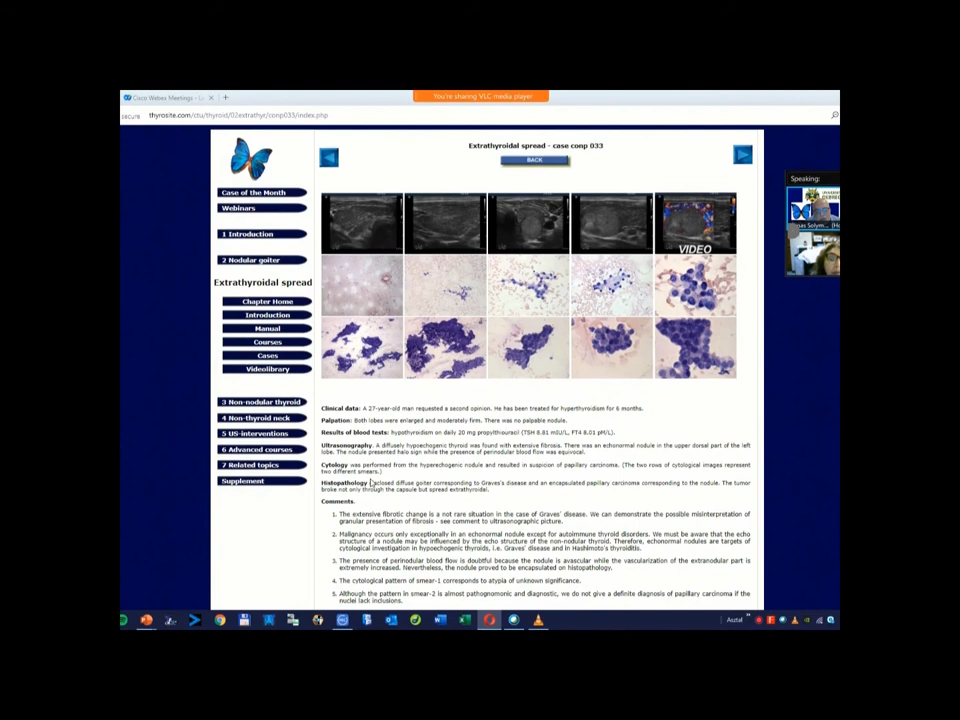 Cisco Webex Meetings - Lo
You're sharing VLC media player
secure thyrosite.com/ctu/thyroid/02extrathyr/conp033/index.php
Extrathyroidal spread - case conp 033
BACK
Case of the Month
Webinars
1 Introduction
2 Nodular goiter
Extrathyroidal spread
Chapter Home
Introduction
Manual
Courses
Cases
Videolibrary
3 Non-nodular thyroid
4 Non-thyroid neck
5 US-interventions
6 Advanced courses
7 Related topics
Supplement
VIDEO
Clinical data: A 27-year-old man requested a second opinion. He has been treated for hyperthyroidism for 6 months.
Palpation: Both lobes were enlarged and moderately firm. There was no palpable nodule.
Results of blood tests: hypothyroidism on daily 20 mg propylthiouracil (TSH 8.81 mIU/L, FT4 8.01 pM/L).
Ultrasonography. A diffusely hypoechogenic thyroid was found with extensive fibrosis. There was an echonormal nodule in the upper dorsal part of the left
lobe. The nodule presented halo sign while the presence of perinodular blood flow was equivocal.
Cytology was performed from the hyperechogenic nodule and resulted in suspicion of papillary carcinoma. (The two rows of cytological images represent
two different smears.)
Histopathology disclosed diffuse goiter corresponding to Graves's disease and an encapsulated papillary carcinoma corresponding to the nodule. The tumor
broke not only through the capsule but spread extrathyroidal.
Comments.
1. The extensive fibrotic change is a not rare situation in the case of Graves' disease. We can demonstrate the possible misinterpretation of
granular presentation of fibrosis - see comment to ultrasonographic picture.
2. Malignancy occurs only exceptionally in an echonormal nodule except for autoimmune thyroid disorders. We must be aware that the echo
structure of a nodule may be influenced by the echo structure of the non-nodular thyroid. Therefore, echonormal nodules are targets of
cytological investigation in hypoechogenic thyroids, i.e. Graves' disease and in Hashimoto's thyroiditis.
3. The presence of perinodular blood flow is doubtful because the nodule is avascular while the vascularization of the extranodular part is
extremely increased. Nevertheless, the nodule proved to be encapsulated on histopathology.
4. The cytological pattern of smear-1 corresponds to atypia of unknown significance.
5. Although the pattern in smear-2 is almost pathognomonic and diagnostic, we do not give a definite diagnosis of papillary carcinoma if the
nuclei lack inclusions.
Speaking:
Asztal